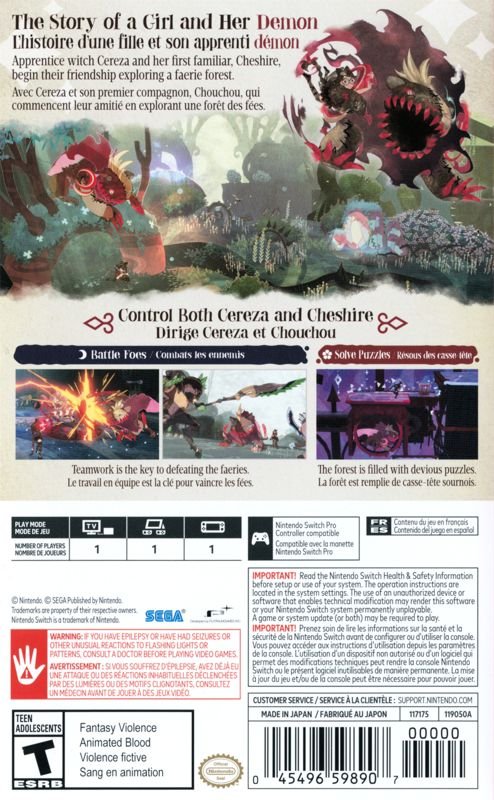 The Story of a Girl and Her Demon
L'histoire d'une fille et son apprenti démon
Apprentice witch Cereza and her first familiar, Cheshire,
begin their friendship exploring a faerie forest.
Avec Cereza et son premier compagnon, Chouchou, qui
commencent leur amitié en explorant une forêt des fées.
Control Both Cereza and Cheshire
Dirige Cereza et Chouchou
Battle Foes / Combats les ennemis
Solve Puzzles / Résous des casse-tête
Teamwork is the key to defeating the faeries.
Le travail en équipe est la clé pour vaincre les fées.
The forest is filled with devious puzzles.
La forêt est remplie de casse-tête sournois.
PLAY MODE
MODE DE JEU
TV
NUMBER OF PLAYERS
NOMBRE DE JOUEURS
1
1
1
Nintendo Switch Pro
Controller compatible
Compatible avec la manette
Nintendo Switch Pro
FR
ES
Contenu du jeu en français
Contenido del juego en español
© Nintendo. © SEGA Published by Nintendo.
Trademarks are property of their respective owners.
Nintendo Switch is a trademark of Nintendo.
SEGA
PLATINUMGAMES INC.
IMPORTANT! Read the Nintendo Switch Health & Safety Information
before setup or use of your system. The operation instructions are
located in the system settings. The use of an unauthorized device or
software that enables technical modification may render this software
or your Nintendo Switch system permanently unplayable.
A game or system update (or both) may be required to play.
IMPORTANT! Prenez soin de lire les informations sur la santé et la
sécurité de la Nintendo Switch avant de configurer ou d'utiliser la console.
Vous pouvez accéder aux instructions d'utilisation depuis les paramètres
de la console. L'utilisation d'un dispositif non autorisé ou d'un logiciel qui
permet des modifications techniques peut rendre la console Nintendo
Switch ou le présent logiciel inutilisables de manière permanente. La mise
à jour du jeu et/ou de la console peut être nécessaire pour pouvoir jouer.
WARNING: IF YOU HAVE EPILEPSY OR HAVE HAD SEIZURES OR
OTHER UNUSUAL REACTIONS TO FLASHING LIGHTS OR
PATTERNS, CONSULT A DOCTOR BEFORE PLAYING VIDEO GAMES.
AVERTISSEMENT : SI VOUS SOUFFREZ D'ÉPILEPSIE, AVEZ DÉJÀ EU
UNE ATTAQUE OU DES RÉACTIONS INHABITUELLES DÉCLENCHÉES
PAR DES LUMIÈRES OU DES MOTIFS CLIGNOTANTS, CONSULTEZ
UN MÉDECIN AVANT DE JOUER À DES JEUX VIDÉO.
CUSTOMER SERVICE / SERVICE À LA CLIENTÈLE : SUPPORT.NINTENDO.COM
MADE IN JAPAN / FABRIQUÉ AU JAPON
117175
119050A
TEEN
ADOLESCENTS
T
ESRB
Fantasy Violence
Animated Blood
Violence fictive
Sang en animation
Official
Nintendo
Seal
00000
0 45496 59890 7